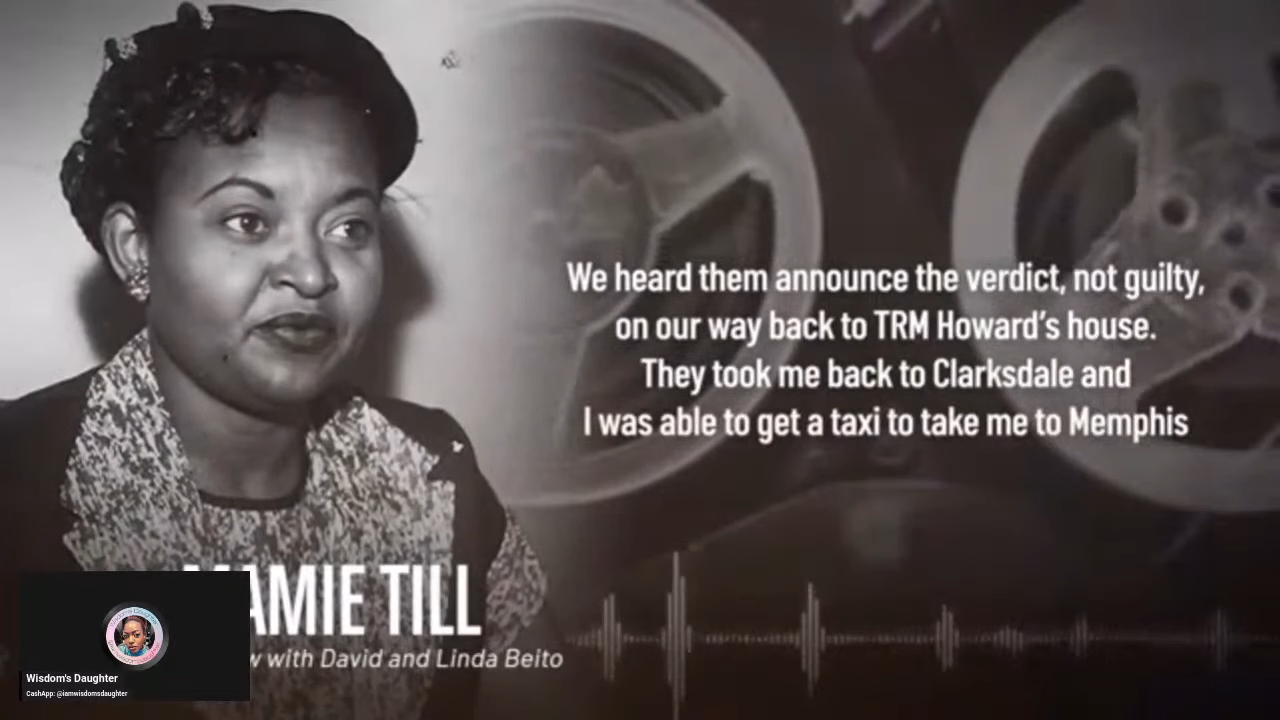 We heard them announce the verdict, not guilty,
on our way back to TRM Howard's house.
They took me back to Clarksdale and
I was able to get a taxi to take me to Memphis
MAMIE TILL
with David and Linda Beito
Wisdom's Daughter
CashApp: @iamwisdomsdaughter